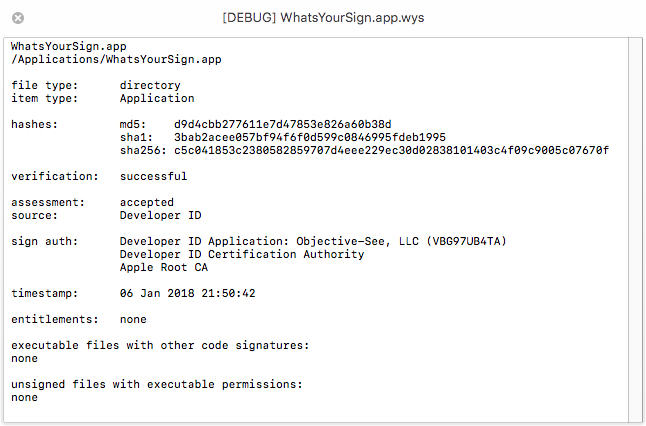 [DEBUG] WhatsYourSign.app.wys
WhatsYourSign.app
/Applications/WhatsYourSign.app
file type: directory
item type: Application
hashes: md5: d9d4cbb277611e7d47853e826a60b38d
sha1: 3bab2acee057bf94f6f0d599c0846995fdeb1995
sha256: c5c041853c2380582859707d4eee229ec30d02838101403c4f09c9005c07670f
verification: successful
assessment: accepted
source: Developer ID
sign auth: Developer ID Application: Objective-See, LLC (VBG97UB4TA)
Developer ID Certification Authority
Apple Root CA
timestamp: 06 Jan 2018 21:50:42
entitlements: none
executable files with other code signatures:
none
unsigned files with executable permissions:
none